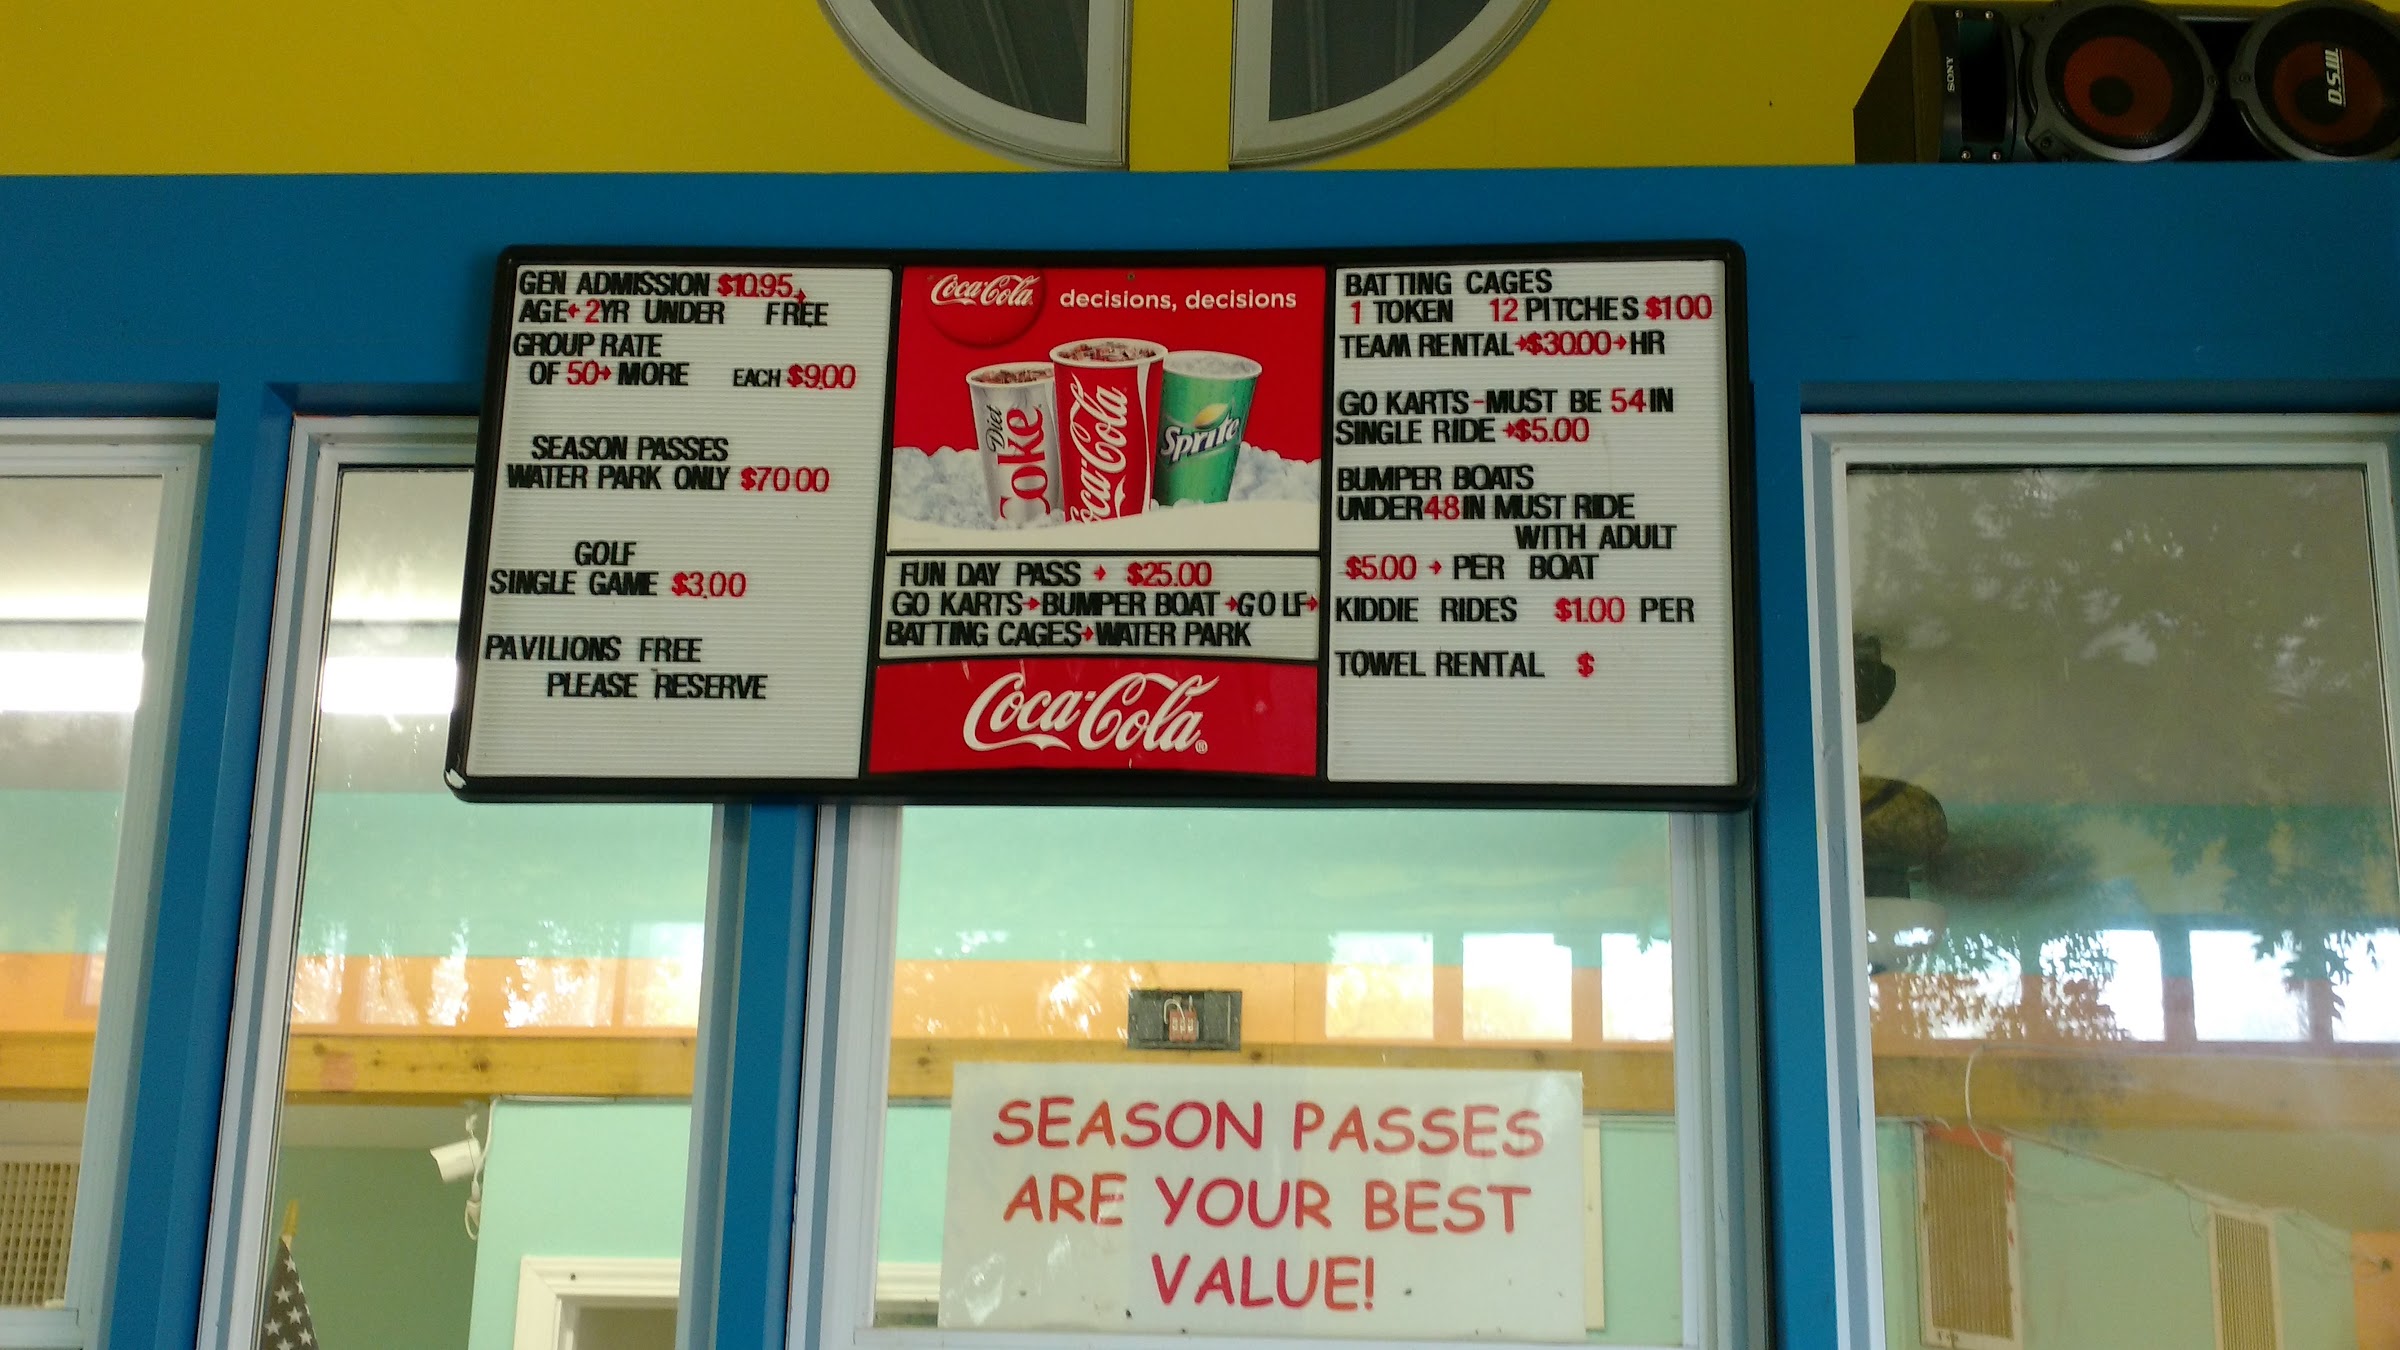 SONY
D.S.W.
GEN ADMISSION $10.95
AGE 2YR UNDER FREE
GROUP RATE
OF 50 MORE EACH $9.00
SEASON PASSES
WATER PARK ONLY $70 00
GOLF
SINGLE GAME $3.00
PAVILIONS FREE
PLEASE RESERVE
Coca-Cola decisions, decisions
Diet Coke
Coca-Cola
Sprite
FUN DAY PASS → $25.00
GO KARTS→BUMPER BOAT→GOLF→
BATTING CAGES→WATER PARK
Coca-Cola®
BATTING CAGES
1 TOKEN 12 PITCHES $1 00
TEAM RENTAL→$30.00→HR
GO KARTS-MUST BE 54 IN
SINGLE RIDE →$5.00
BUMPER BOATS
UNDER 48 IN MUST RIDE
WITH ADULT
$5.00 → PER BOAT
KIDDIE RIDES $1.00 PER
TOWEL RENTAL $
SEASON PASSES
ARE YOUR BEST
VALUE!